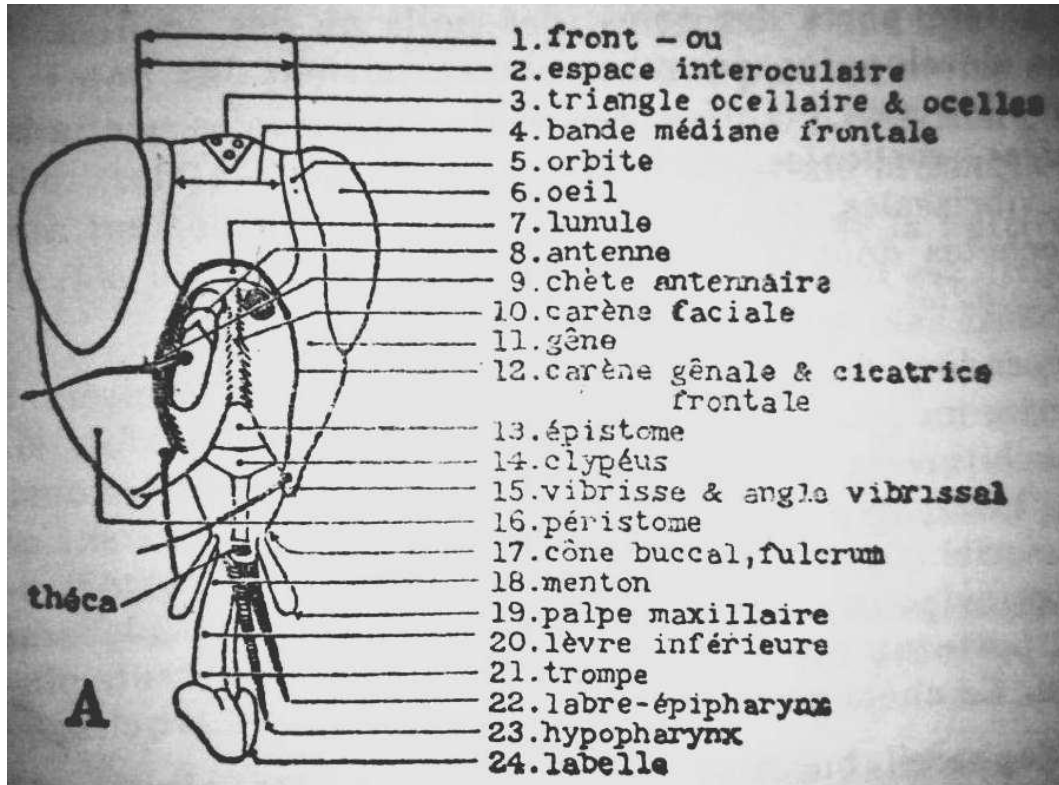 1.front - ou
2.espace interoculaire
3.triangle ocellaire & ocelles
4.bande médiane frontale
5.orbite
6.oeil
7.lunule
8.antenne
9.chète antennaire
10.carène faciale
11.gêne
12.carène gênale & cicatrice
frontale
13.épistome
14.clypéus
15.vibrisse & angle vibrissal
16.péristome
17.cône buccal,fulcrum
18.menton
théca
19.palpe maxillaire
20.lèvre inférieure
21.trompe
A
22.labre-épipharynx
23.hypopharynx
24.labelle